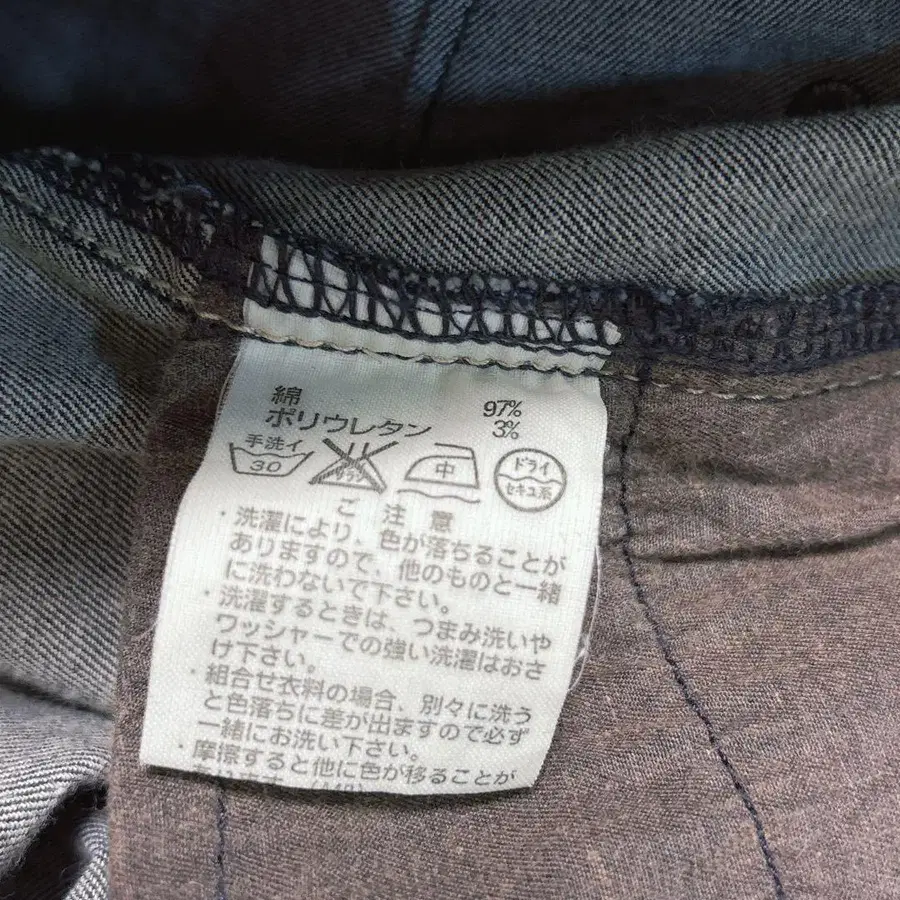 綿 97%
ポリウレタン 3%
手洗イ 30 サラシ 中 ドライ セキユ系
ご注意
・洗濯により、色が落ちることが
ありますので、他のものと一緒
に洗わないで下さい。
・洗濯するときは、つまみ洗いや
ワッシャーでの強い洗濯はおさ
け下さい。
・組合せ衣料の場合、別々に洗う
と色落ちに差が出ますので必ず
一緒にお洗い下さい。
・摩擦すると他に色が移ることが